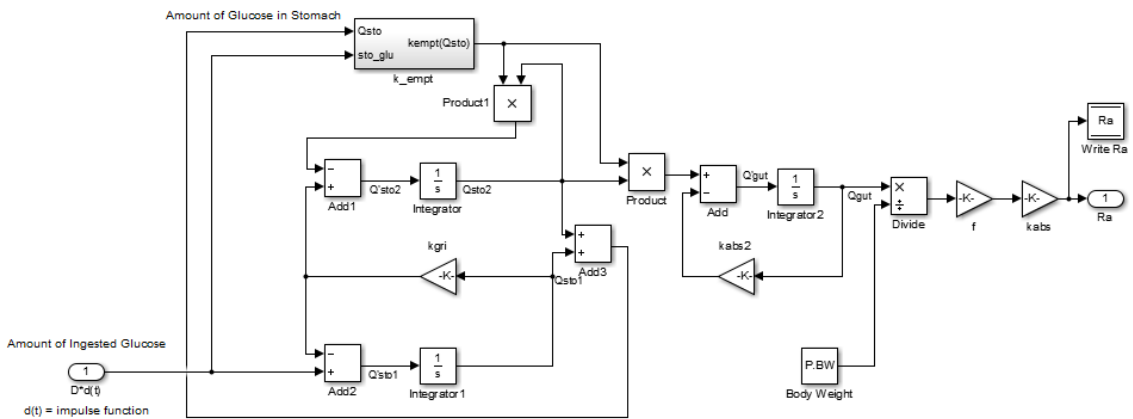 Amount of Glucose in Stomach
Qsto
sto_glu
kempt(Qsto)
k_empt
Product1
×
Ra
Write Ra
−
+
Add1
Q'sto2
1
s
Integrator
Qsto2
×
Product
+
−
Add
Q'gut
1
s
Integrator2
Qgut
×
÷
Divide
-K-
f
-K-
kabs
1
Ra
kgri
-K-
+
+
Add3
Qsto1
kabs2
-K-
Amount of Ingested Glucose
1
D*d(t)
d(t) = impulse function
−
+
Add2
Q'sto1
1
s
Integrator1
P.BW
Body Weight